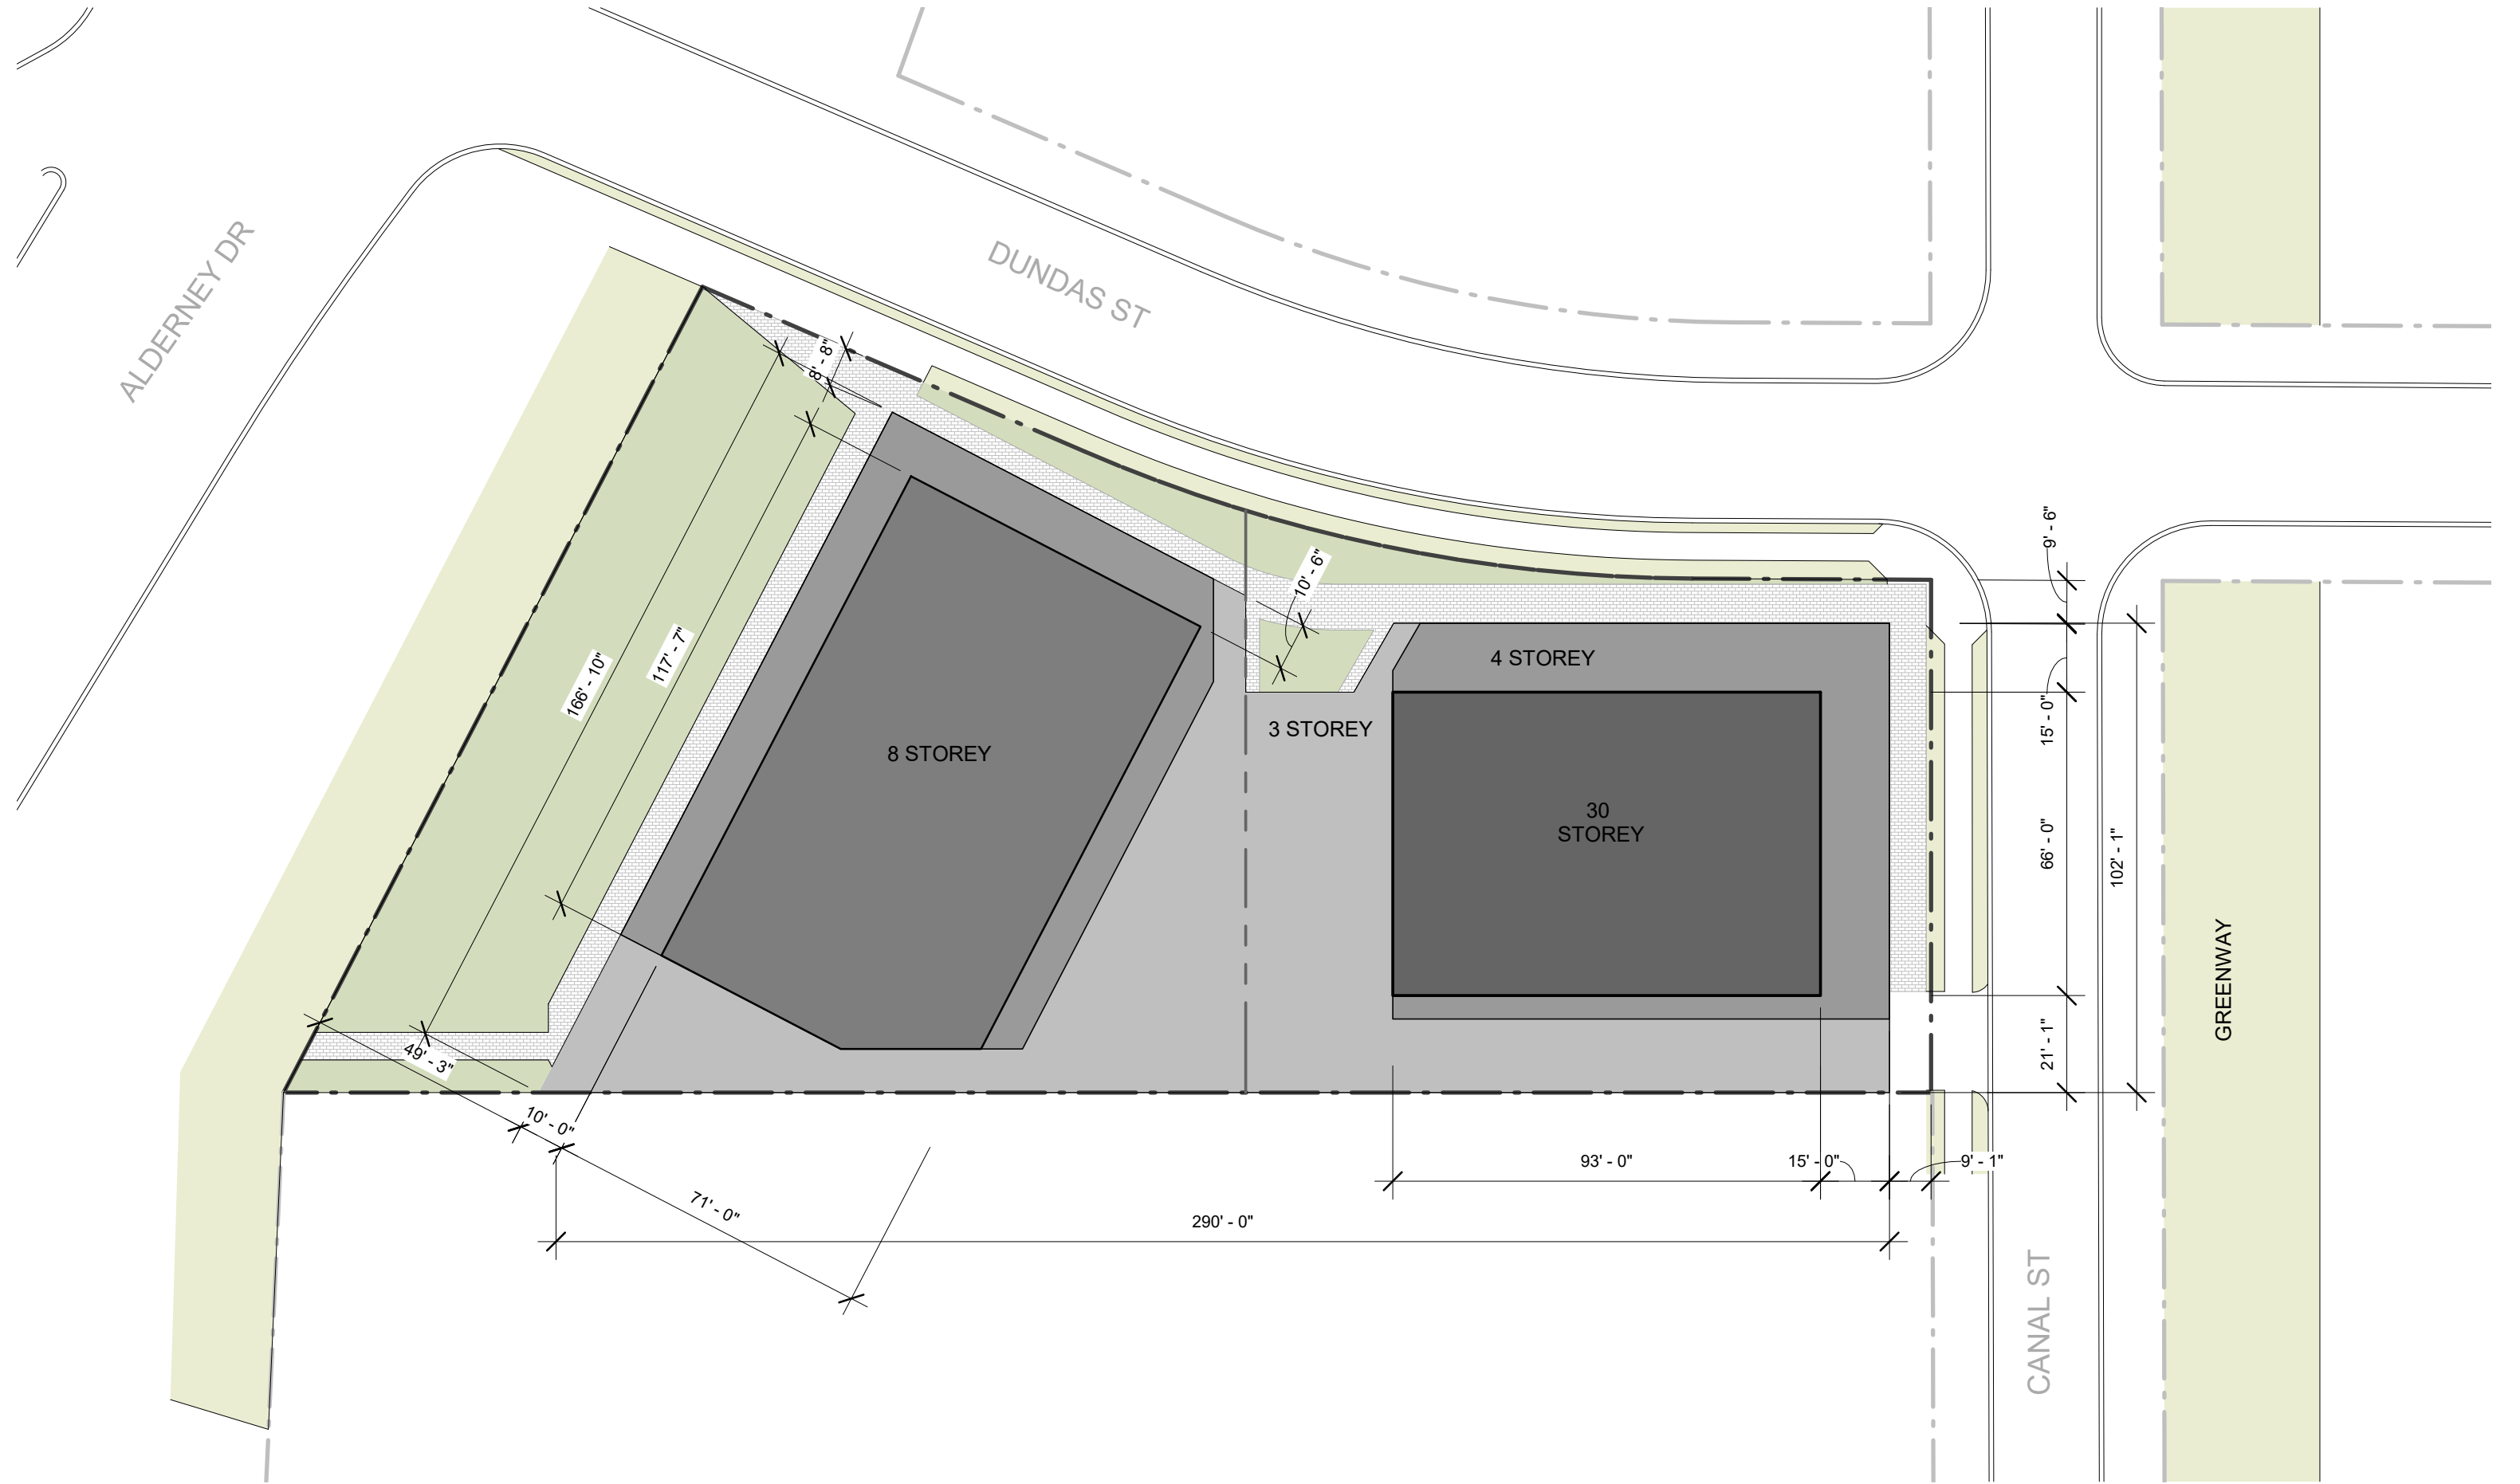 ALDERNEY DR
DUNDAS ST
8' - 8"
9' - 6"
10' - 6"
4 STOREY
166' - 10"
117' - 7"
15' - 0"
3 STOREY
8 STOREY
30
STOREY
66' - 0"
102' - 1"
GREENWAY
21' - 1"
49' - 3"
10' - 0"
93' - 0"
15' - 0"
9' - 1"
71' - 0"
290' - 0"
CANAL ST